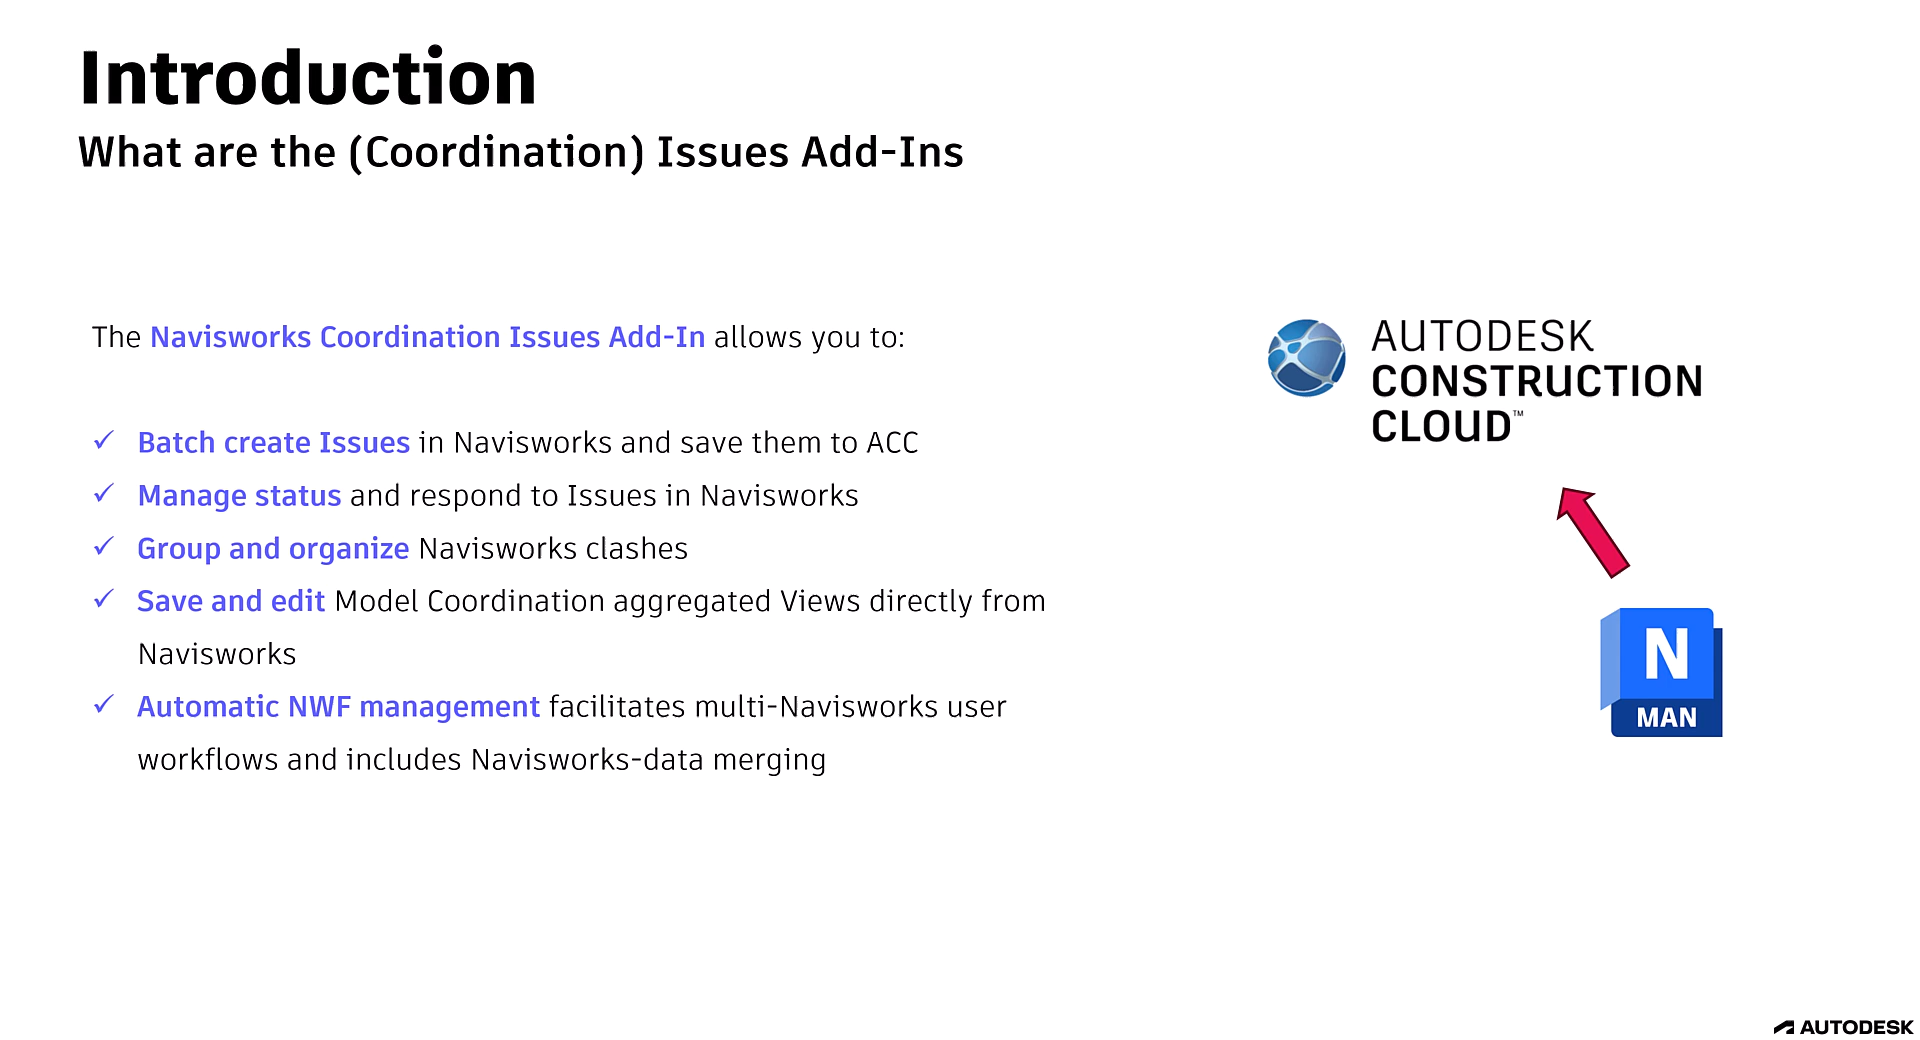 Introduction
What are the (Coordination) Issues Add-Ins
The Navisworks Coordination Issues Add-In allows you to:
✓ Batch create Issues in Navisworks and save them to ACC
✓ Manage status and respond to Issues in Navisworks
✓ Group and organize Navisworks clashes
✓ Save and edit Model Coordination aggregated Views directly from
Navisworks
✓ Automatic NWF management facilitates multi-Navisworks user
workflows and includes Navisworks-data merging
AUTODESK
CONSTRUCTION
CLOUD™
N
MAN
AUTODESK